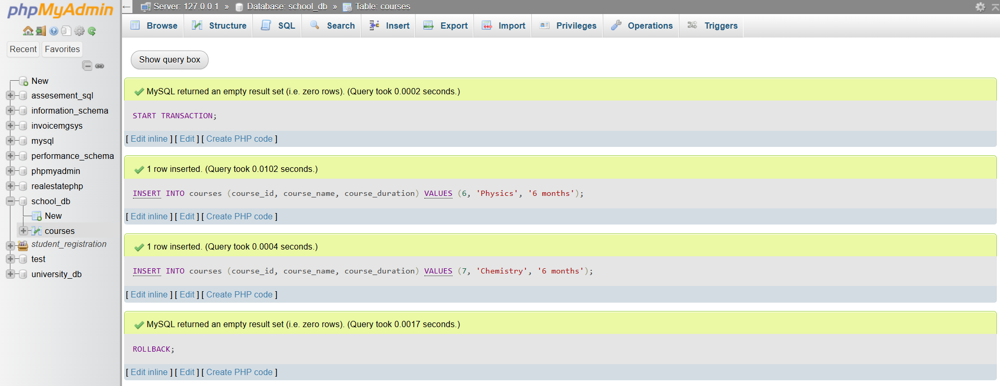 phpMyAdmin
Recent Favorites
New
assesement_sql
information_schema
invoicemgsys
mysql
performance_schema
phpmyadmin
realestatephp
school_db
New
courses
student_registration
test
university_db
Server: 127.0.0.1 » Database: school_db » Table: courses
Browse Structure SQL Search Insert Export Import Privileges Operations Triggers
Show query box
MySQL returned an empty result set (i.e. zero rows). (Query took 0.0002 seconds.)
START TRANSACTION;
[ Edit inline ] [ Edit ] [ Create PHP code ]
1 row inserted. (Query took 0.0102 seconds.)
INSERT INTO courses (course_id, course_name, course_duration) VALUES (6, 'Physics', '6 months');
[ Edit inline ] [ Edit ] [ Create PHP code ]
1 row inserted. (Query took 0.0004 seconds.)
INSERT INTO courses (course_id, course_name, course_duration) VALUES (7, 'Chemistry', '6 months');
[ Edit inline ] [ Edit ] [ Create PHP code ]
MySQL returned an empty result set (i.e. zero rows). (Query took 0.0017 seconds.)
ROLLBACK;
[ Edit inline ] [ Edit ] [ Create PHP code ]